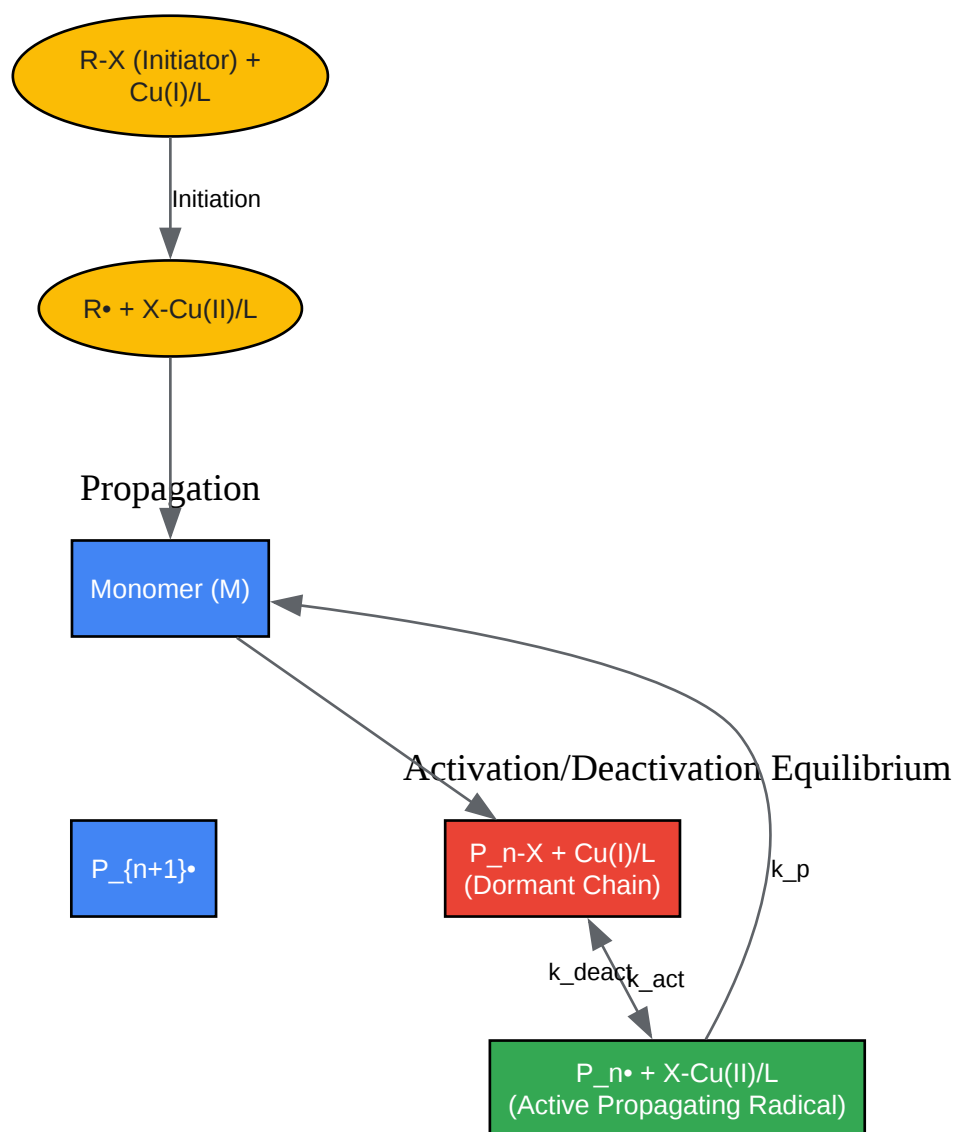 R-X (Initiator) +
Cu(I)/L
Initiation
R• + X-Cu(II)/L
Propagation
Monomer (M)
Activation/Deactivation Equilibrium
P_{n+1}•
P_n-X + Cu(I)/L
(Dormant Chain)
k_p
k_deact
k_act
P_n• + X-Cu(II)/L
(Active Propagating Radical)